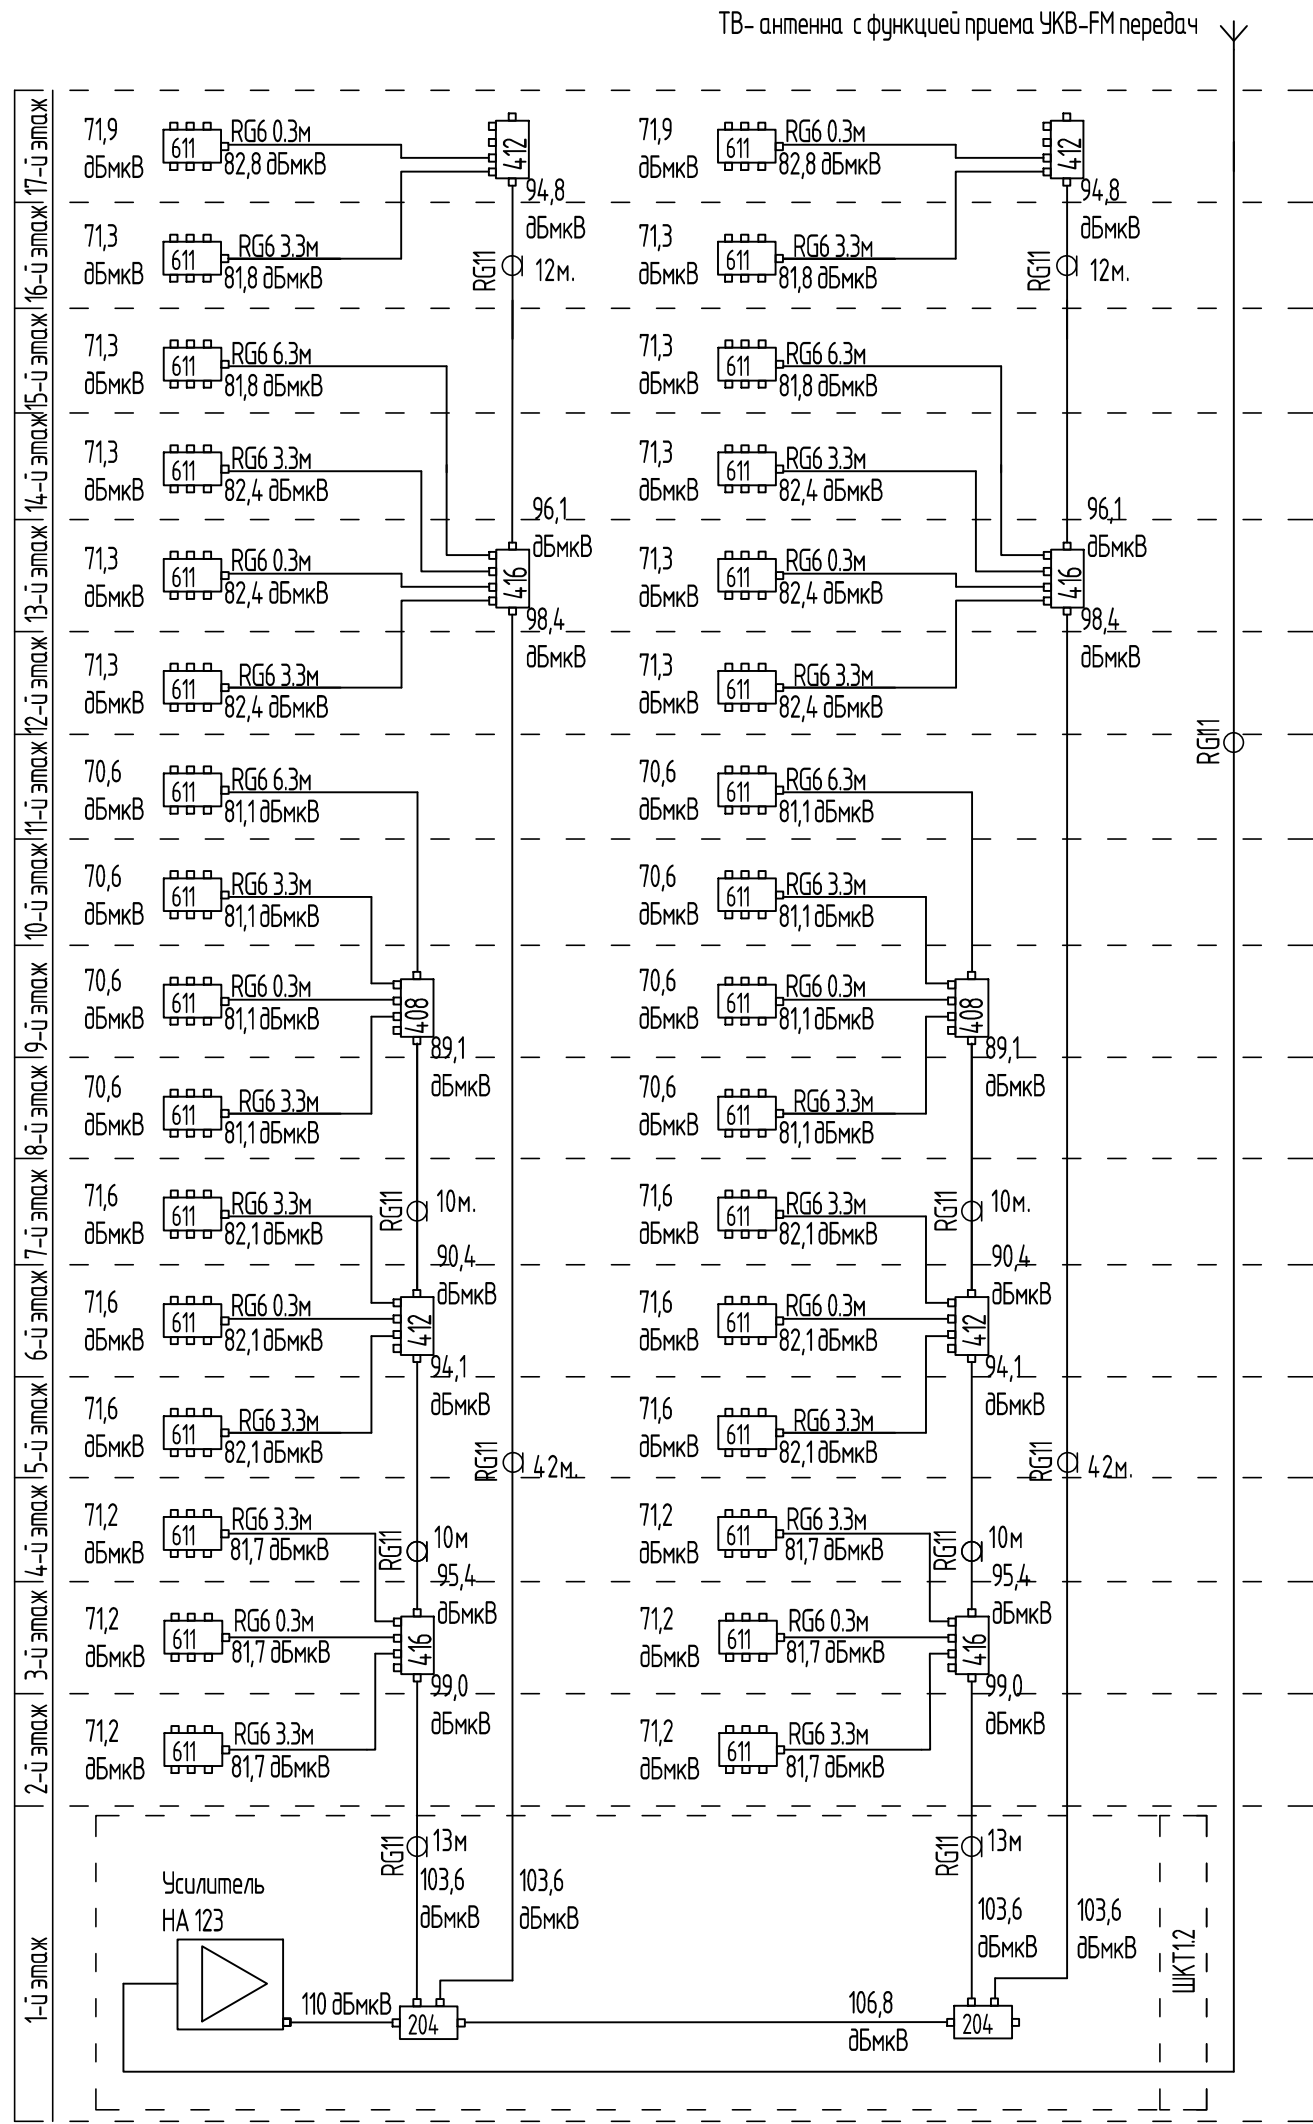 ТВ- антенна с функцией приема УКВ-FM передач
17-й этаж
71,9
дБмкВ
611
RG6 0.3м
82,8 дБмкВ
412
94,8
дБмкВ
71,9
дБмкВ
611
RG6 0.3м
82,8 дБмкВ
412
94,8
дБмкВ
16-й этаж
71,3
дБмкВ
611
RG6 3.3м
81,8 дБмкВ
RG11
12м.
71,3
дБмкВ
611
RG6 3.3м
81,8 дБмкВ
RG11
12м.
15-й этаж
71,3
дБмкВ
611
RG6 6.3м
81,8 дБмкВ
71,3
дБмкВ
611
RG6 6.3м
81,8 дБмкВ
14-й этаж
71,3
дБмкВ
611
RG6 3.3м
82,4 дБмкВ
96,1
дБмкВ
71,3
дБмкВ
611
RG6 3.3м
82,4 дБмкВ
96,1
дБмкВ
13-й этаж
71,3
дБмкВ
611
RG6 0.3м
82,4 дБмкВ
416
98,4
дБмкВ
71,3
дБмкВ
611
RG6 0.3м
82,4 дБмкВ
416
98,4
дБмкВ
12-й этаж
71,3
дБмкВ
611
RG6 3.3м
82,4 дБмкВ
71,3
дБмкВ
611
RG6 3.3м
82,4 дБмкВ
RG11
11-й этаж
70,6
дБмкВ
611
RG6 6.3м
81,1 дБмкВ
70,6
дБмкВ
611
RG6 6.3м
81,1 дБмкВ
10-й этаж
70,6
дБмкВ
611
RG6 3.3м
81,1 дБмкВ
70,6
дБмкВ
611
RG6 3.3м
81,1 дБмкВ
9-й этаж
70,6
дБмкВ
611
RG6 0.3м
81,1 дБмкВ
408
89,1
дБмкВ
70,6
дБмкВ
611
RG6 0.3м
81,1 дБмкВ
408
89,1
дБмкВ
8-й этаж
70,6
дБмкВ
611
RG6 3.3м
81,1 дБмкВ
70,6
дБмкВ
611
RG6 3.3м
81,1 дБмкВ
7-й этаж
71,6
дБмкВ
611
RG6 3.3м
82,1 дБмкВ
RG11
10м.
90,4
дБмкВ
71,6
дБмкВ
611
RG6 3.3м
82,1 дБмкВ
RG11
10м.
90,4
дБмкВ
6-й этаж
71,6
дБмкВ
611
RG6 0.3м
82,1 дБмкВ
412
94,1
дБмкВ
71,6
дБмкВ
611
RG6 0.3м
82,1 дБмкВ
412
94,1
дБмкВ
5-й этаж
71,6
дБмкВ
611
RG6 3.3м
82,1 дБмкВ
RG11
42м.
71,6
дБмкВ
611
RG6 3.3м
82,1 дБмкВ
RG11
42м.
4-й этаж
71,2
дБмкВ
611
RG6 3.3м
81,7 дБмкВ
RG11
10м
95,4
дБмкВ
71,2
дБмкВ
611
RG6 3.3м
81,7 дБмкВ
RG11
10м
95,4
дБмкВ
3-й этаж
71,2
дБмкВ
611
RG6 0.3м
81,7 дБмкВ
416
99,0
дБмкВ
71,2
дБмкВ
611
RG6 0.3м
81,7 дБмкВ
416
99,0
дБмкВ
2-й этаж
71,2
дБмкВ
611
RG6 3.3м
81,7 дБмкВ
71,2
дБмкВ
611
RG6 3.3м
81,7 дБмкВ
1-й этаж
RG11
13м
103,6
дБмкВ
103,6
дБмкВ
RG11
13м
103,6
дБмкВ
103,6
дБмкВ
Усилитель
НА 123
110 дБмкВ
204
106,8
дБмкВ
204
ШКТ1.2